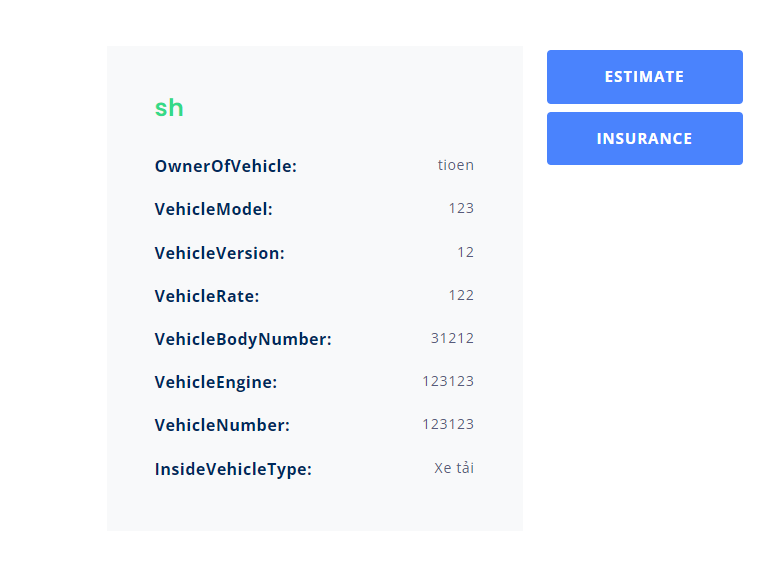 sh
OwnerOfVehicle: tioen
VehicleModel: 123
VehicleVersion: 12
VehicleRate: 122
VehicleBodyNumber: 31212
VehicleEngine: 123123
VehicleNumber: 123123
InsideVehicleType: Xe tải
ESTIMATE
INSURANCE